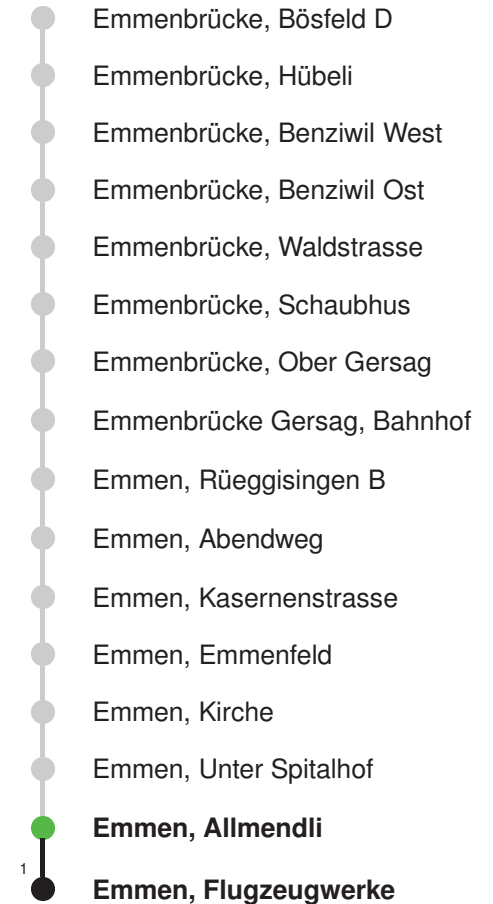 Emmenbrücke, Bösfeld D
Emmenbrücke, Hübeli
Emmenbrücke, Benziwil West
Emmenbrücke, Benziwil Ost
Emmenbrücke, Waldstrasse
Emmenbrücke, Schaubhus
Emmenbrücke, Ober Gersag
Emmenbrücke Gersag, Bahnhof
Emmen, Rüeggisingen B
Emmen, Abendweg
Emmen, Kasernenstrasse
Emmen, Emmenfeld
Emmen, Kirche
Emmen, Unter Spitalhof
Emmen, Allmendli
1
Emmen, Flugzeugwerke